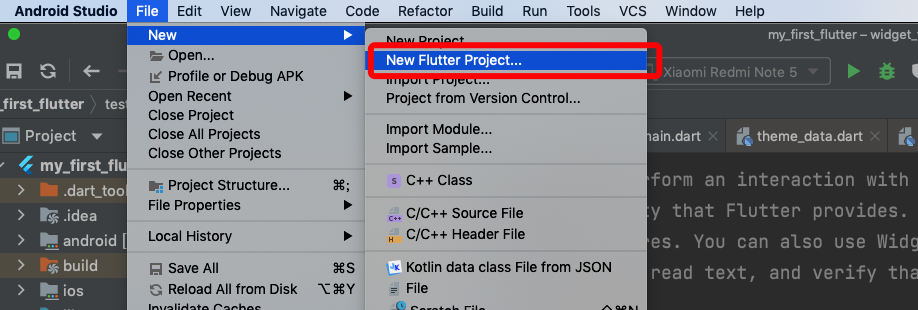 Android Studio File Edit View Navigate Code Refactor Build Run Tools VCS Window Help
my_first_flutter – widget_
New
Open...
Profile or Debug APK
Open Recent
Close Project
Close All Projects
Close Other Projects
Project Structure... ⌘;
File Properties
Local History
Save All ⌘S
Reload All from Disk ⌥⌘Y
Invalidate Caches
New Project
New Flutter Project...
Import Project...
Project from Version Control...
Import Module...
Import Sample...
C++ Class
C/C++ Source File
C/C++ Header File
Kotlin data class File from JSON
File
Scratch File ⇧⌘N
Xiaomi Redmi Note 5
_first_flutter
Project
my_first_flu
.dart_tool
.idea
android [
build
ios
main.dart theme_data.dart
rform an interaction with
ty that Flutter provides.
res. You can also use Widg
read text, and verify tha